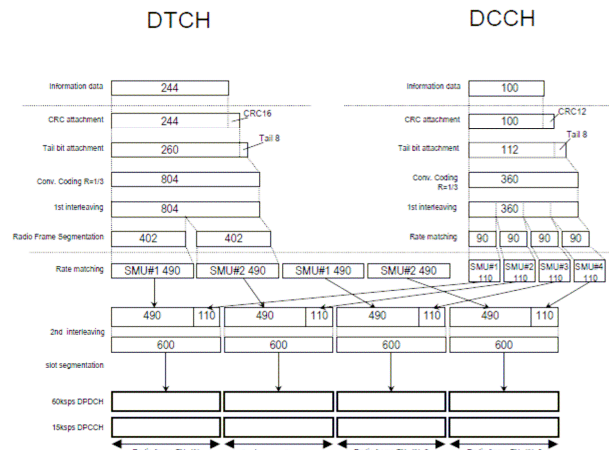 DTCH DCCH
Information data 244 Information data 100
CRC16 CRC12
CRC attachment 244 CRC attachment 100
Tail 8 Tail 8
Tail bit attachment 260 Tail bit attachment 112
Conv. Coding R=1/3 804 Conv. Coding R=1/3 360
1st interleaving 804 1st interleaving 360
Radio Frame Segmentation 402 402 Rate matching 90 90 90 90
Rate matching SMU#1 490 SMU#2 490 SMU#1 490 SMU#2 490 SMU#1 110 SMU#2 110 SMU#3 110 SMU#4 110
490 110 490 110 490 110 490 110
2nd interleaving
600 600 600 600
slot segmentation
60ksps DPDCH
15ksps DPCCH